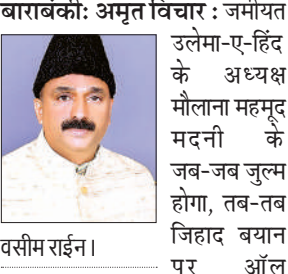 बाराबंकी: अमृत विचार : जमीयत
उलेमा-ए-हिंद
के अध्यक्ष
मौलाना महमूद
मदनी के
जब-जब जुल्म
होगा, तब-तब
जिहाद बयान
पर ऑल
वसीम राईन।